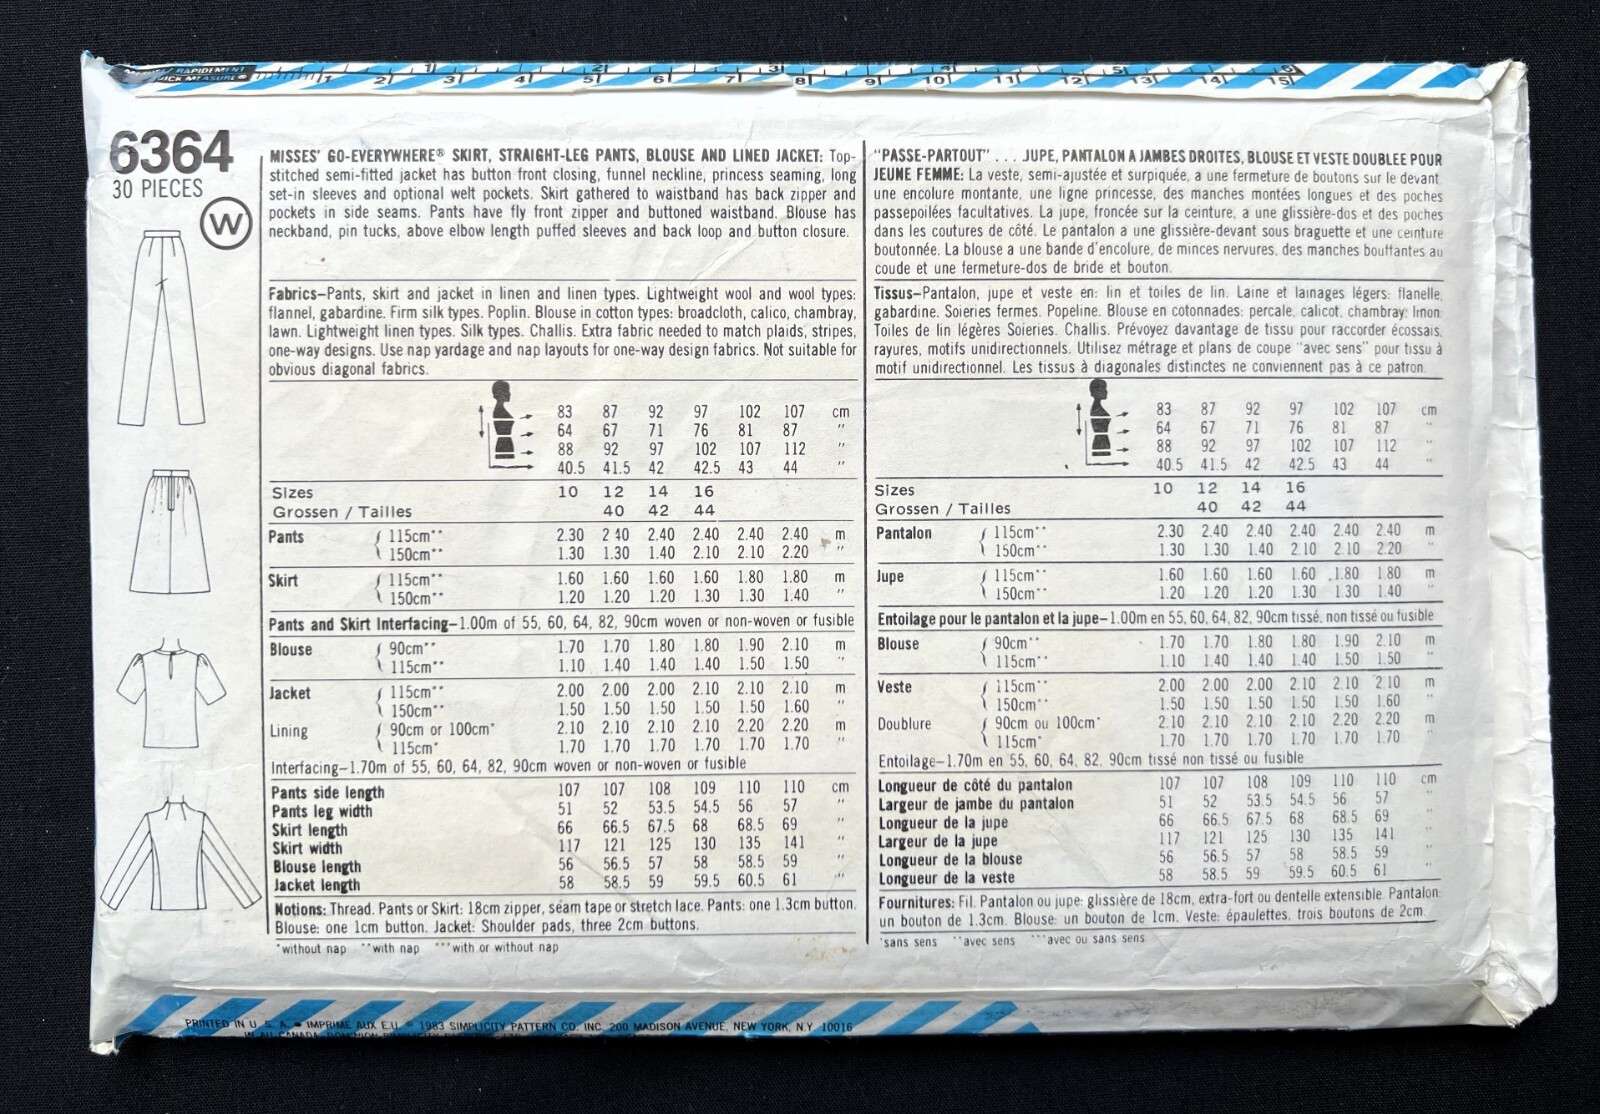 RAPIDEMENT
QUICK MEASURE®
1 2 3 4 5 6
1 2 3 4 5 6 7 8 9 10 11 12 13 14 15
6364
30 PIECES
W
MISSES' GO-EVERYWHERE® SKIRT, STRAIGHT-LEG PANTS, BLOUSE AND LINED JACKET: Top-
stitched semi-fitted jacket has button front closing, funnel neckline, princess seaming, long
set-in sleeves and optional welt pockets. Skirt gathered to waistband has back zipper and
pockets in side seams. Pants have fly front zipper and buttoned waistband. Blouse has
neckband, pin tucks, above elbow length puffed sleeves and back loop and button closure.
Fabrics–Pants, skirt and jacket in linen and linen types. Lightweight wool and wool types:
flannel, gabardine. Firm silk types. Poplin. Blouse in cotton types: broadcloth, calico, chambray,
lawn. Lightweight linen types. Silk types. Challis. Extra fabric needed to match plaids, stripes,
one-way designs. Use nap yardage and nap layouts for one-way design fabrics. Not suitable for
obvious diagonal fabrics.
83 87 92 97 102 107 cm
64 67 71 76 81 87 "
88 92 97 102 107 112 "
40.5 41.5 42 42.5 43 44 "
Sizes 10 12 14 16
Grossen / Tailles 40 42 44
Pants { 115cm** 2.30 2.40 2.40 2.40 2.40 2.40 m
150cm** 1.30 1.30 1.40 2.10 2.10 2.20 "
Skirt { 115cm** 1.60 1.60 1.60 1.60 1.80 1.80 m
150cm** 1.20 1.20 1.20 1.30 1.30 1.40 "
Pants and Skirt Interfacing–1.00m of 55, 60, 64, 82, 90cm woven or non-woven or fusible
Blouse { 90cm** 1.70 1.70 1.80 1.80 1.90 2.10 m
115cm** 1.10 1.40 1.40 1.40 1.50 1.50 "
Jacket { 115cm** 2.00 2.00 2.00 2.10 2.10 2.10 m
150cm** 1.50 1.50 1.50 1.50 1.50 1.60 "
Lining { 90cm or 100cm* 2.10 2.10 2.10 2.10 2.20 2.20 m
115cm* 1.70 1.70 1.70 1.70 1.70 1.70 "
Interfacing–1.70m of 55, 60, 64, 82, 90cm woven or non-woven or fusible
Pants side length 107 107 108 109 110 110 cm
Pants leg width 51 52 53.5 54.5 56 57 "
Skirt length 66 66.5 67.5 68 68.5 69 "
Skirt width 117 121 125 130 135 141 "
Blouse length 56 56.5 57 58 58.5 59 "
Jacket length 58 58.5 59 59.5 60.5 61 "
Notions: Thread. Pants or Skirt: 18cm zipper, seam tape or stretch lace. Pants: one 1.3cm button.
Blouse: one 1cm button. Jacket: Shoulder pads, three 2cm buttons.
*without nap **with nap ***with or without nap
"PASSE-PARTOUT" . . . JUPE, PANTALON A JAMBES DROITES, BLOUSE ET VESTE DOUBLEE POUR
JEUNE FEMME: La veste, semi-ajustée et surpiquée, a une fermeture de boutons sur le devant
une encolure montante, une ligne princesse, des manches montées longues et des poches
passepoilées facultatives. La jupe, froncée sur la ceinture, a une glissière-dos et des poches
dans les coutures de côté. Le pantalon a une glissière-devant sous braguette et une ceinture
boutonnée. La blouse a une bande d'encolure, de minces nervures, des manches bouffantes au
coude et une fermeture-dos de bride et bouton.
Tissus–Pantalon, jupe et veste en: lin et toiles de lin. Laine et lainages légers: flanelle,
gabardine. Soieries fermes. Popeline. Blouse en cotonnades: percale, calicot, chambray, linon.
Toiles de lin légères Soieries. Challis. Prévoyez davantage de tissu pour raccorder écossais,
rayures, motifs unidirectionnels. Utilisez métrage et plans de coupe "avec sens" pour tissu à
motif unidirectionnel. Les tissus à diagonales distinctes ne conviennent pas à ce patron.
83 87 92 97 102 107 cm
64 67 71 76 81 87 "
88 92 97 102 107 112 "
40.5 41.5 42 42.5 43 44 "
Sizes 10 12 14 16
Grossen / Tailles 40 42 44
Pantalon { 115cm** 2.30 2.40 2.40 2.40 2.40 2.40 m
150cm** 1.30 1.30 1.40 2.10 2.10 2.20 "
Jupe { 115cm** 1.60 1.60 1.60 1.60 1.80 1.80 m
150cm** 1.20 1.20 1.20 1.30 1.30 1.40 "
Entoilage pour le pantalon et la jupe–1.00m en 55, 60, 64, 82, 90cm tissé, non tissé ou fusible
Blouse { 90cm** 1.70 1.70 1.80 1.80 1.90 2.10 m
115cm** 1.10 1.40 1.40 1.40 1.50 1.50 "
Veste { 115cm** 2.00 2.00 2.00 2.10 2.10 2.10 m
150cm** 1.50 1.50 1.50 1.50 1.50 1.60 "
Doublure { 90cm ou 100cm* 2.10 2.10 2.10 2.10 2.20 2.20 m
115cm* 1.70 1.70 1.70 1.70 1.70 1.70 "
Entoilage–1.70m en 55, 60, 64, 82, 90cm tissé non tissé ou fusible
Longueur de côté du pantalon 107 107 108 109 110 110 cm
Largeur de jambe du pantalon 51 52 53.5 54.5 56 57 "
Longueur de la jupe 66 66.5 67.5 68 68.5 69 "
Largeur de la jupe 117 121 125 130 135 141 "
Longueur de la blouse 56 56.5 57 58 58.5 59 "
Longueur de la veste 58 58.5 59 59.5 60.5 61 "
Fournitures: Fil. Pantalon ou jupe: glissière de 18cm, extra-fort ou dentelle extensible. Pantalon:
un bouton de 1.3cm. Blouse: un bouton de 1cm. Veste: épaulettes, trois boutons de 2cm.
*sans sens **avec sens ***avec ou sans sens
PRINTED IN U. S. A. • IMPRIME AUX E.U. © 1983 SIMPLICITY PATTERN CO. INC. 200 MADISON AVENUE, NEW YORK, N.Y. 10016